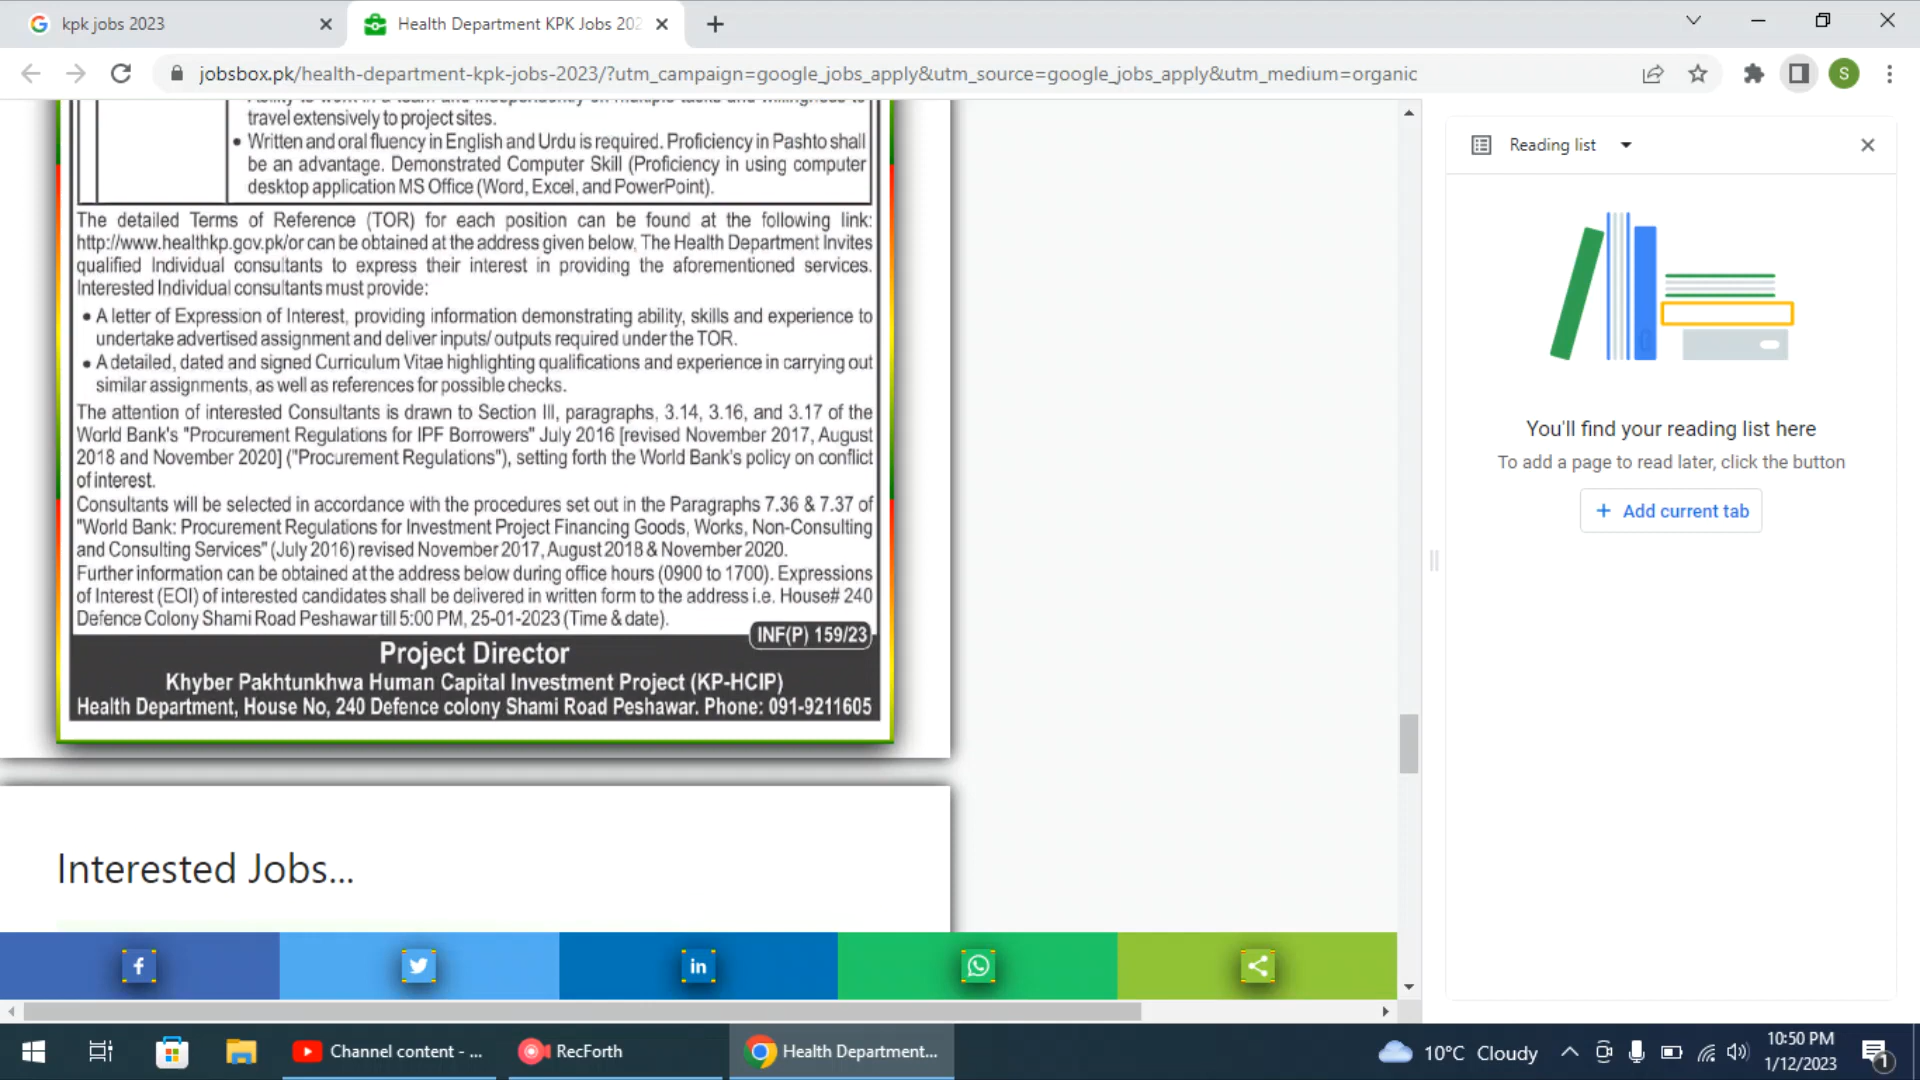 kpk jobs 2023
Health Department KPK Jobs 202
jobsbox.pk/health-department-kpk-jobs-2023/?utm_campaign=google_jobs_apply&utm_source=google_jobs_apply&utm_medium=organic
S
Ability to work in a team and independently on multiple tasks and willingness to
travel extensively to project sites.
• Written and oral fluency in English and Urdu is required. Proficiency in Pashto shall
be an advantage. Demonstrated Computer Skill (Proficiency in using computer
desktop application MS Office (Word, Excel, and PowerPoint).
The detailed Terms of Reference (TOR) for each position can be found at the following link:
http://www.healthkp.gov.pk/or can be obtained at the address given below, The Health Department Invites
qualified Individual consultants to express their interest in providing the aforementioned services.
Interested Individual consultants must provide:
• A letter of Expression of Interest, providing information demonstrating ability, skills and experience to
undertake advertised assignment and deliver inputs/ outputs required under the TOR.
• A detailed, dated and signed Curriculum Vitae highlighting qualifications and experience in carrying out
similar assignments, as well as references for possible checks.
The attention of interested Consultants is drawn to Section III, paragraphs, 3.14, 3.16, and 3.17 of the
World Bank's "Procurement Regulations for IPF Borrowers" July 2016 [revised November 2017, August
2018 and November 2020] ("Procurement Regulations"), setting forth the World Bank's policy on conflict
of interest.
Consultants will be selected in accordance with the procedures set out in the Paragraphs 7.36 & 7.37 of
"World Bank: Procurement Regulations for Investment Project Financing Goods, Works, Non-Consulting
and Consulting Services" (July 2016) revised November 2017, August 2018 & November 2020.
Further information can be obtained at the address below during office hours (0900 to 1700). Expressions
of Interest (EOI) of interested candidates shall be delivered in written form to the address i.e. House# 240
Defence Colony Shami Road Peshawar till 5:00 PM, 25-01-2023 (Time & date).
INF(P) 159/23
Project Director
Khyber Pakhtunkhwa Human Capital Investment Project (KP-HCIP)
Health Department, House No, 240 Defence colony Shami Road Peshawar. Phone: 091-9211605
Interested Jobs...
Reading list
You'll find your reading list here
To add a page to read later, click the button
+ Add current tab
f
in
Channel content - ...
RecForth
Health Department...
10°C Cloudy
10:50 PM
1/12/2023
1